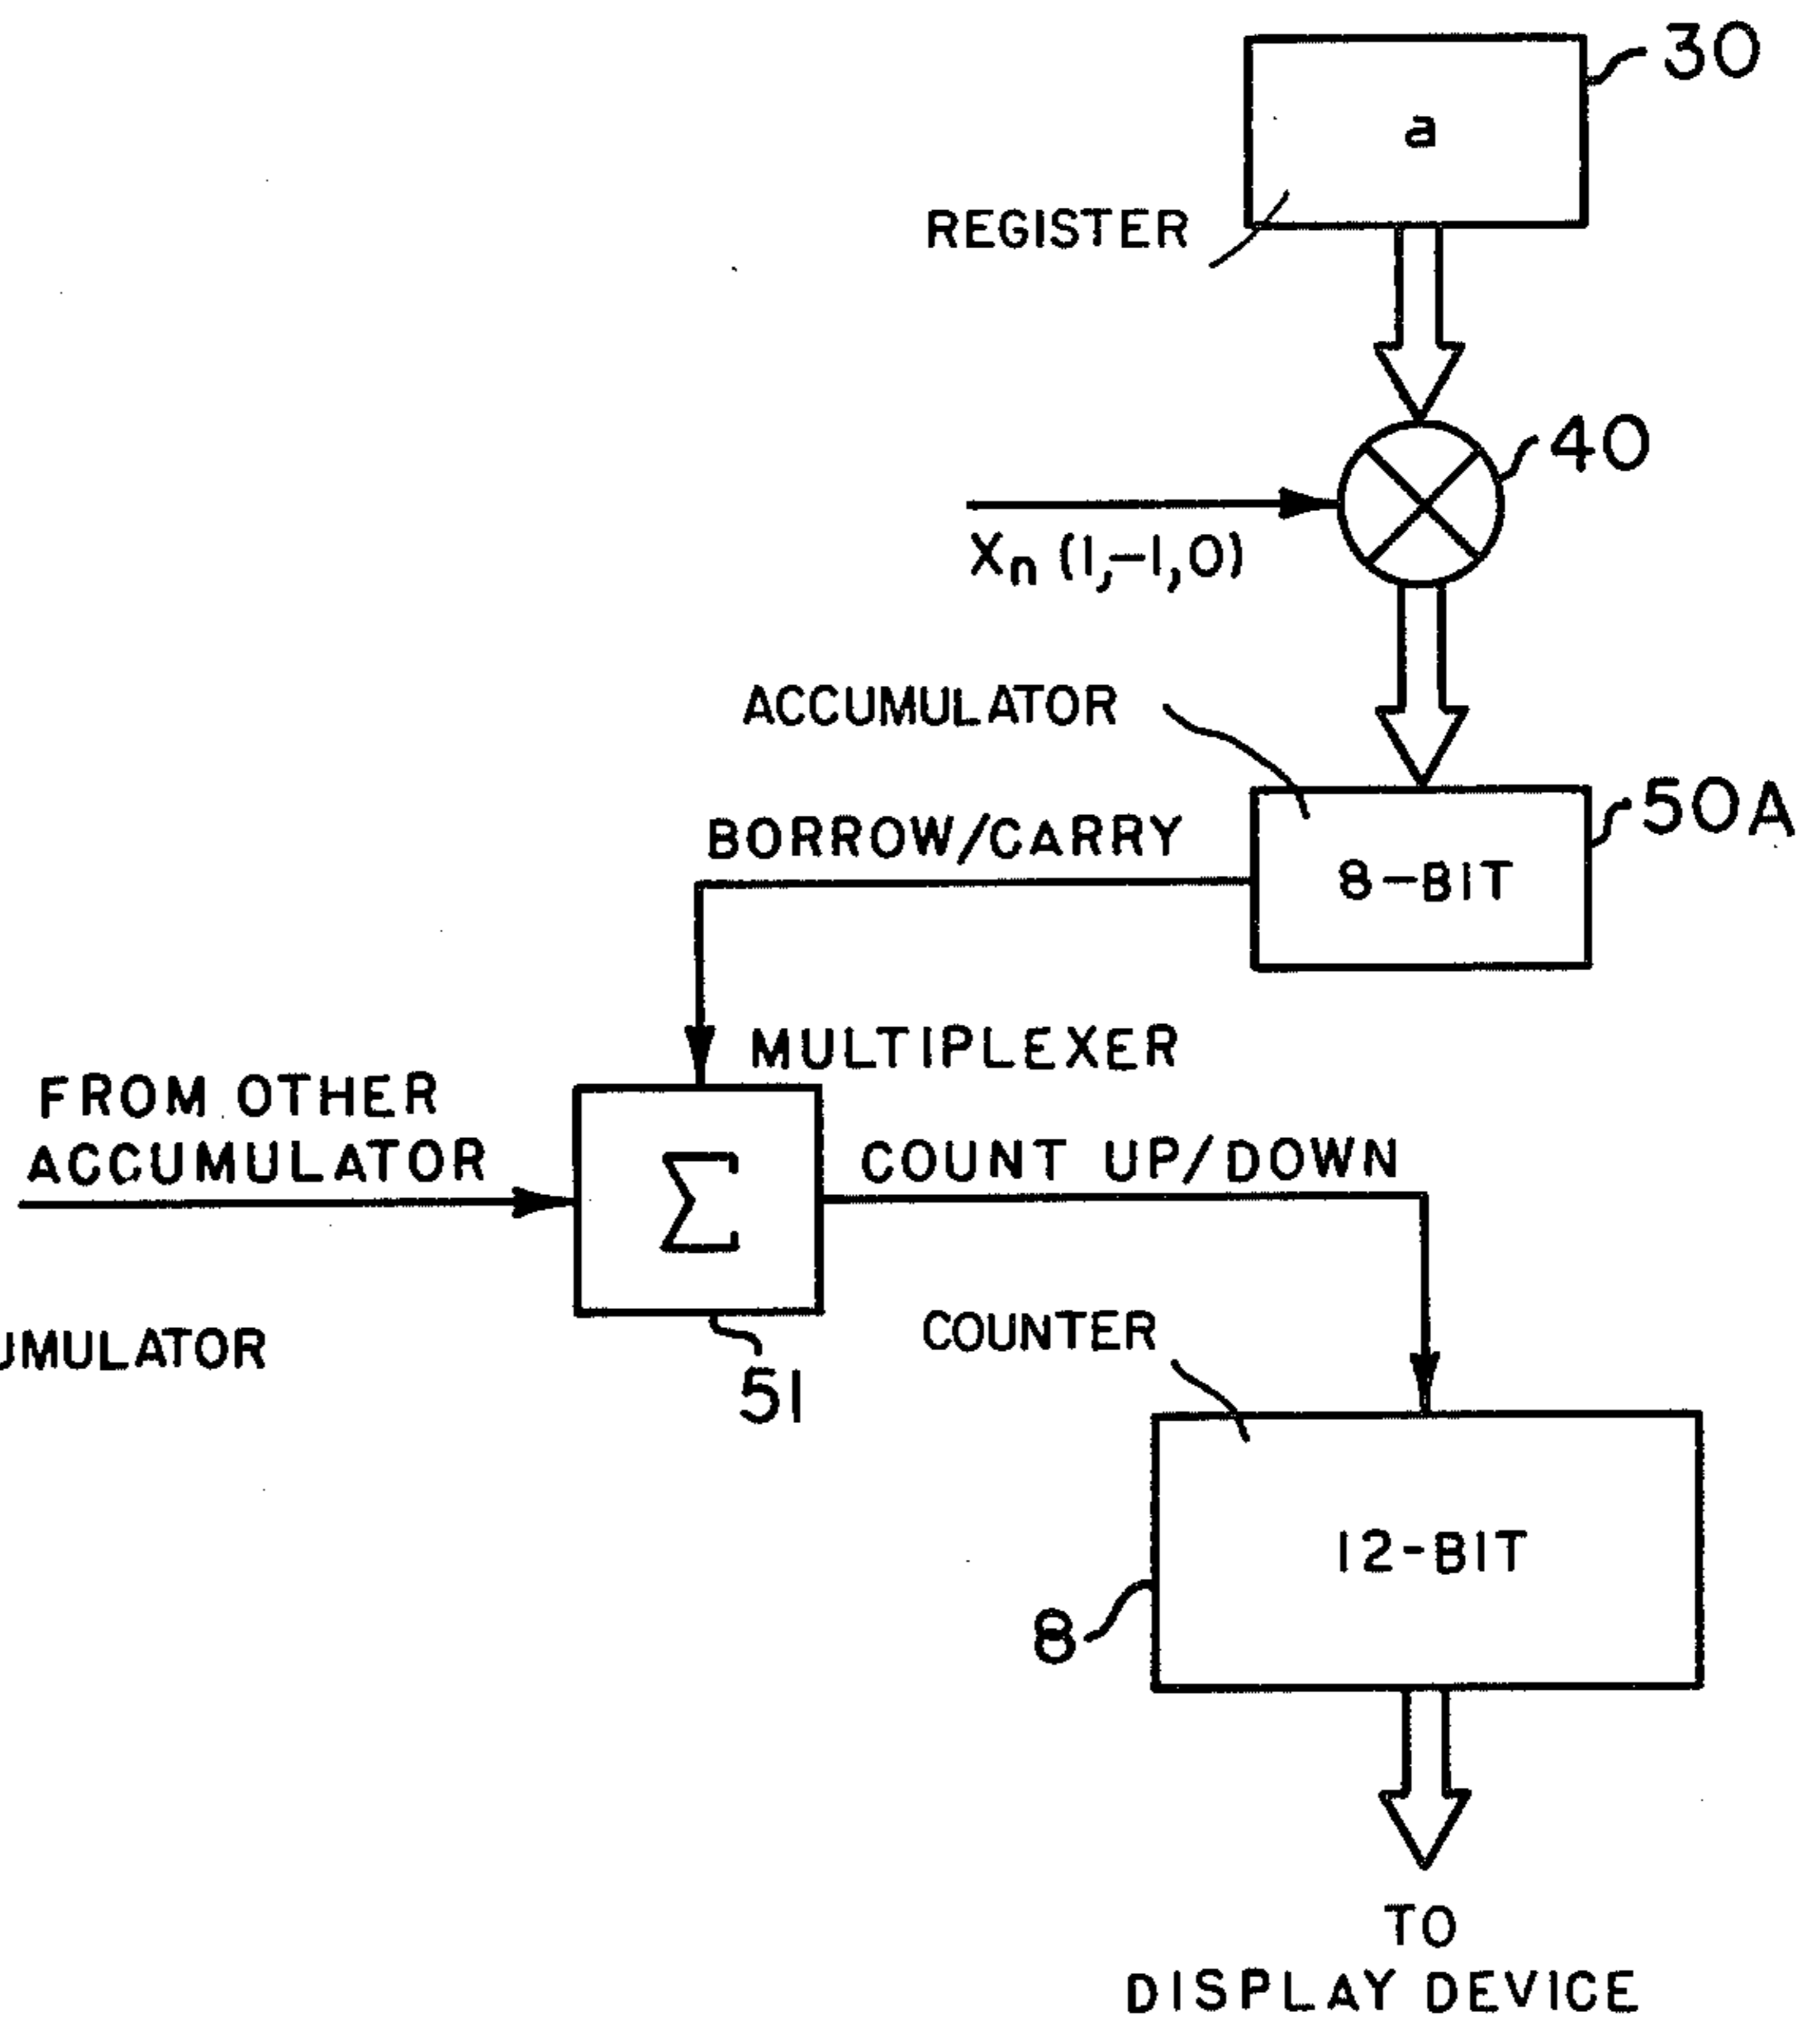 30
a
REGISTER
40
Xn (1,-1,0)
ACCUMULATOR
50A
BORROW/CARRY
8-BIT
MULTIPLEXER
FROM OTHER
ACCUMULATOR
COUNT UP/DOWN
Σ
COUNTER
UMULATOR
51
12-BIT
8
TO
DISPLAY DEVICE